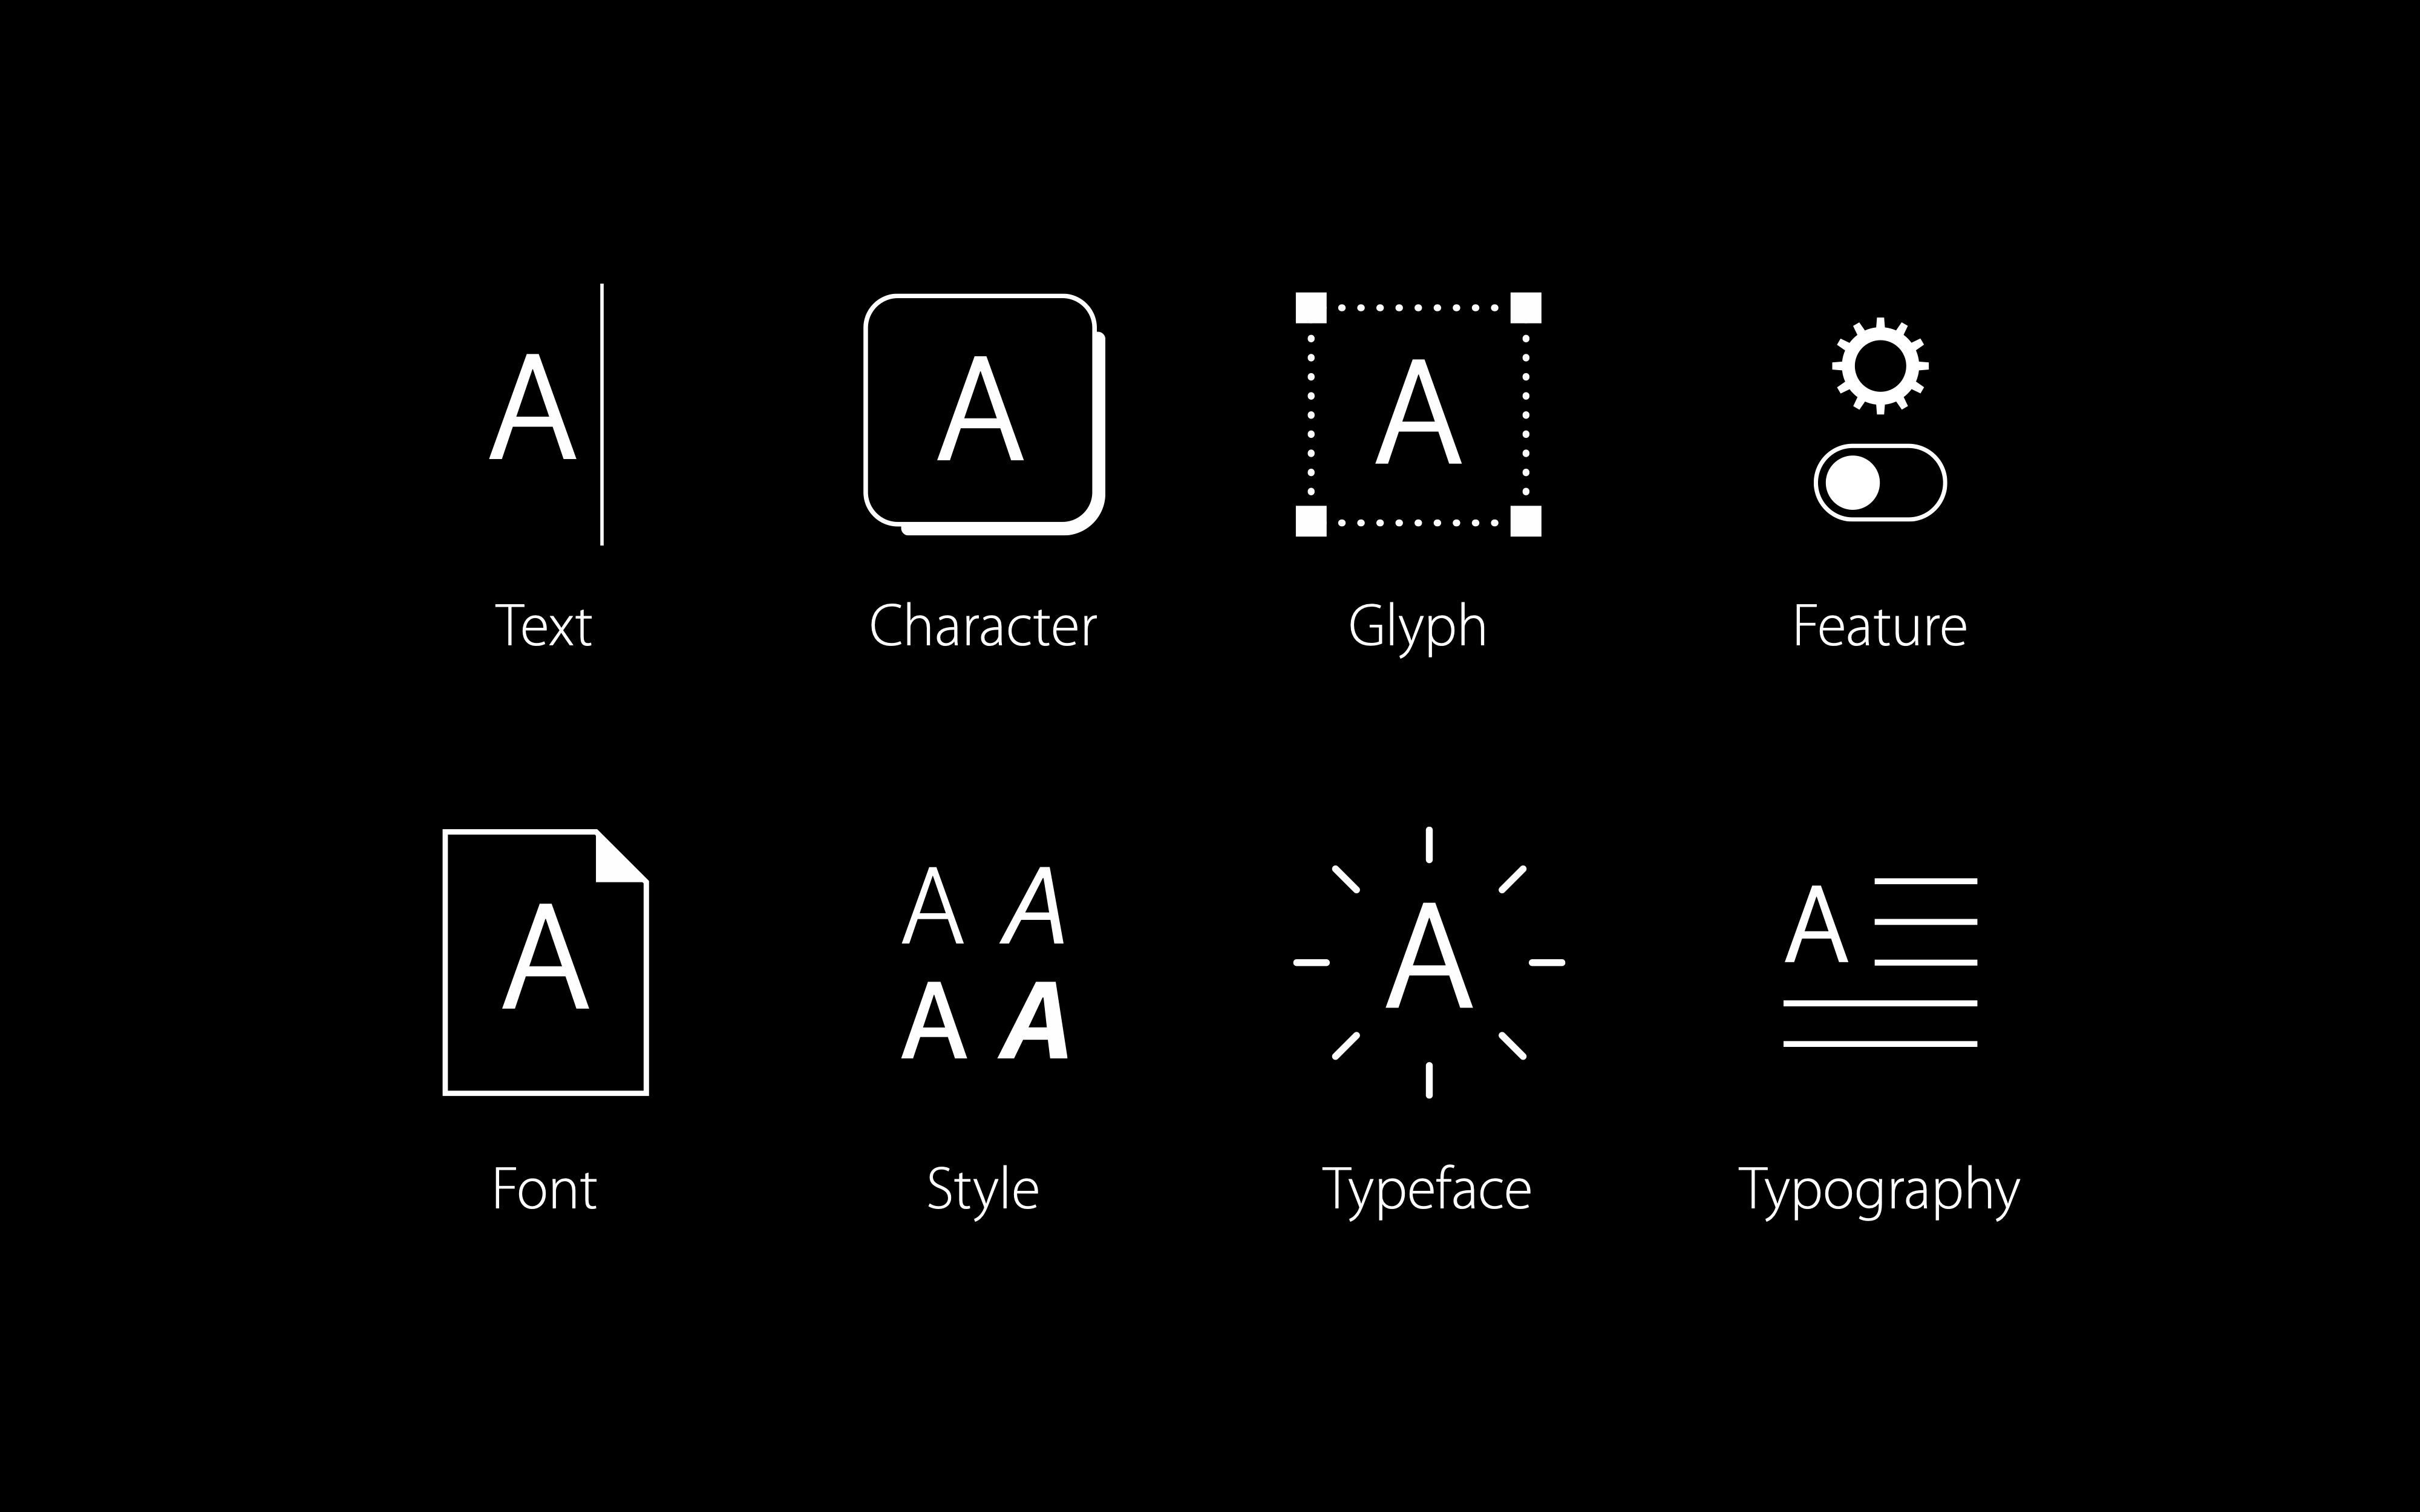 A
A
A
Text
Character
Glyph
Feature
A
A A
A A
A
A
Font
Style
Typeface
Typography